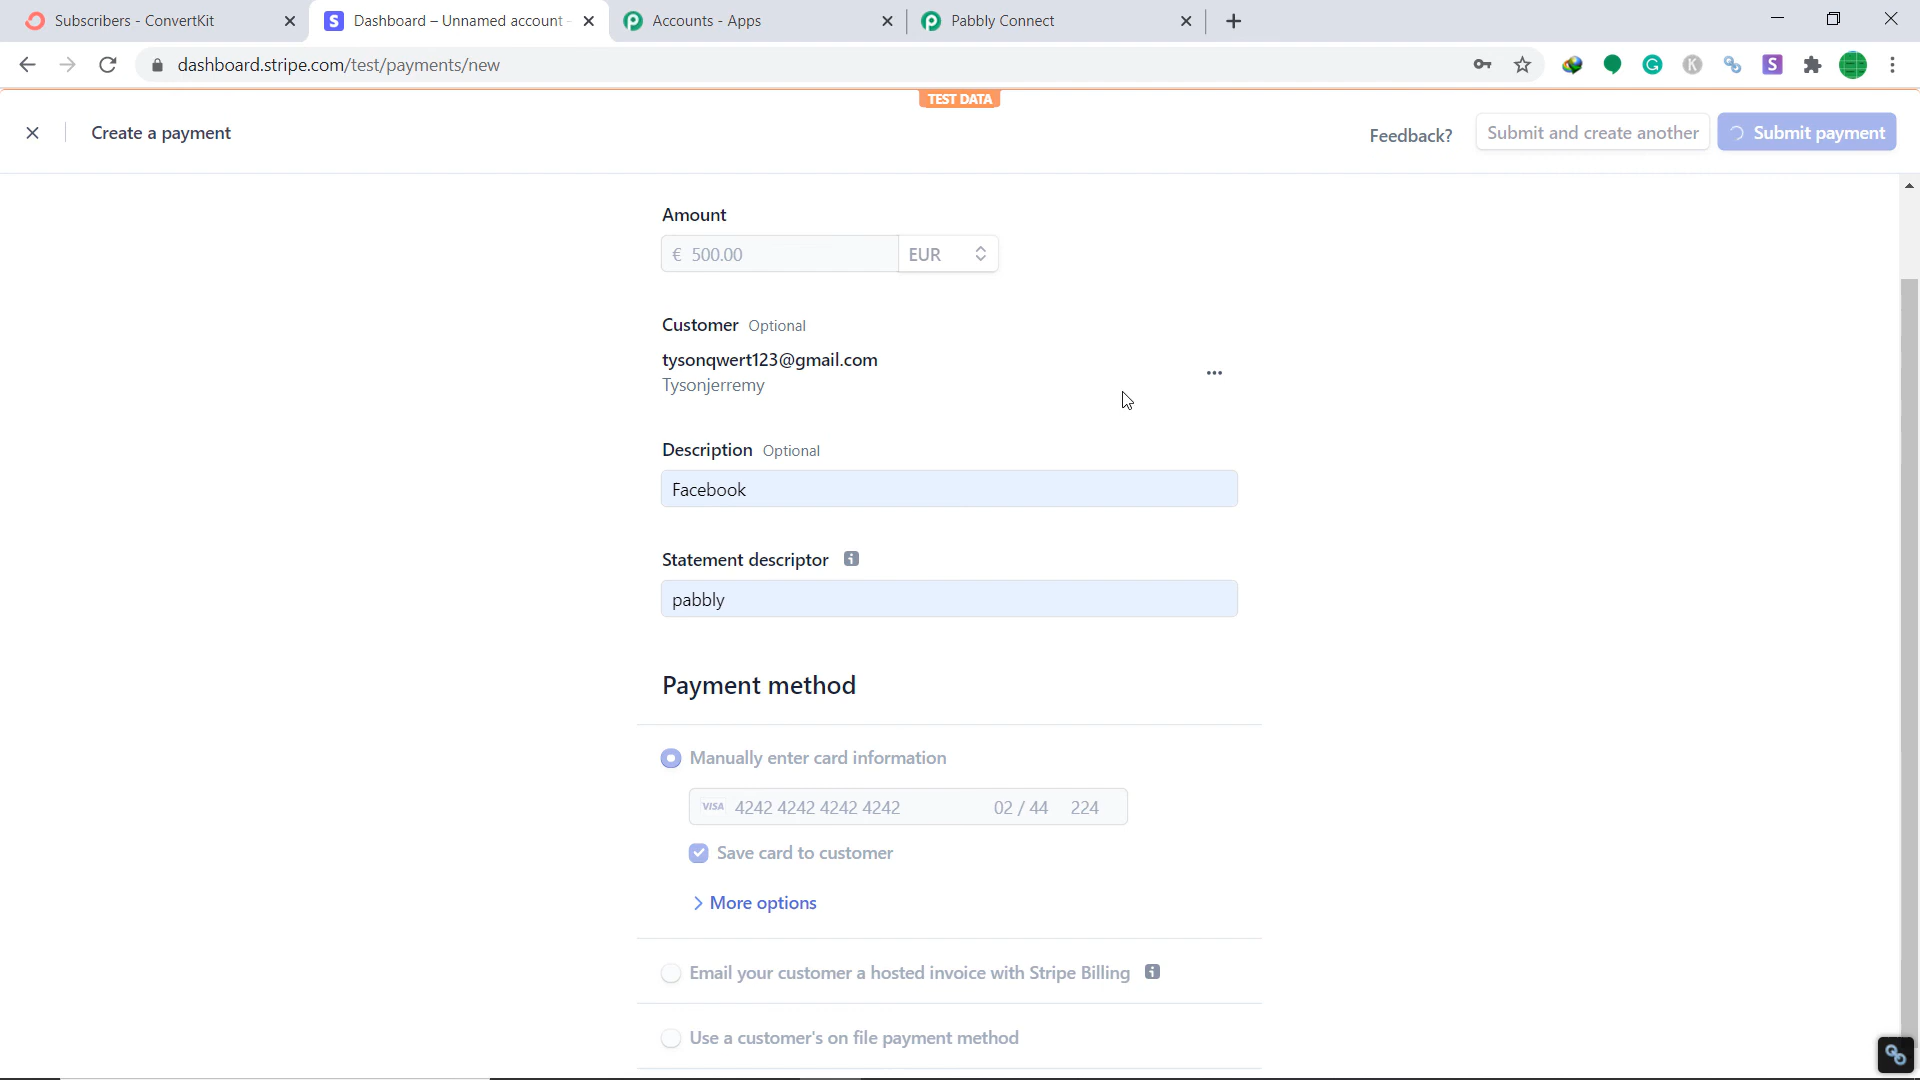 Subscribers - ConvertKit
Dashboard – Unnamed account -
Accounts - Apps
Pabbly Connect
dashboard.stripe.com/test/payments/new
TEST DATA
Create a payment
Feedback?
Submit and create another
Submit payment
Amount
€ 500.00
EUR
Customer Optional
tysonqwert123@gmail.com
Tysonjerremy
Description Optional
Facebook
Statement descriptor
pabbly
Payment method
Manually enter card information
VISA 4242 4242 4242 4242 02 / 44 224
Save card to customer
More options
Email your customer a hosted invoice with Stripe Billing
Use a customer's on file payment method